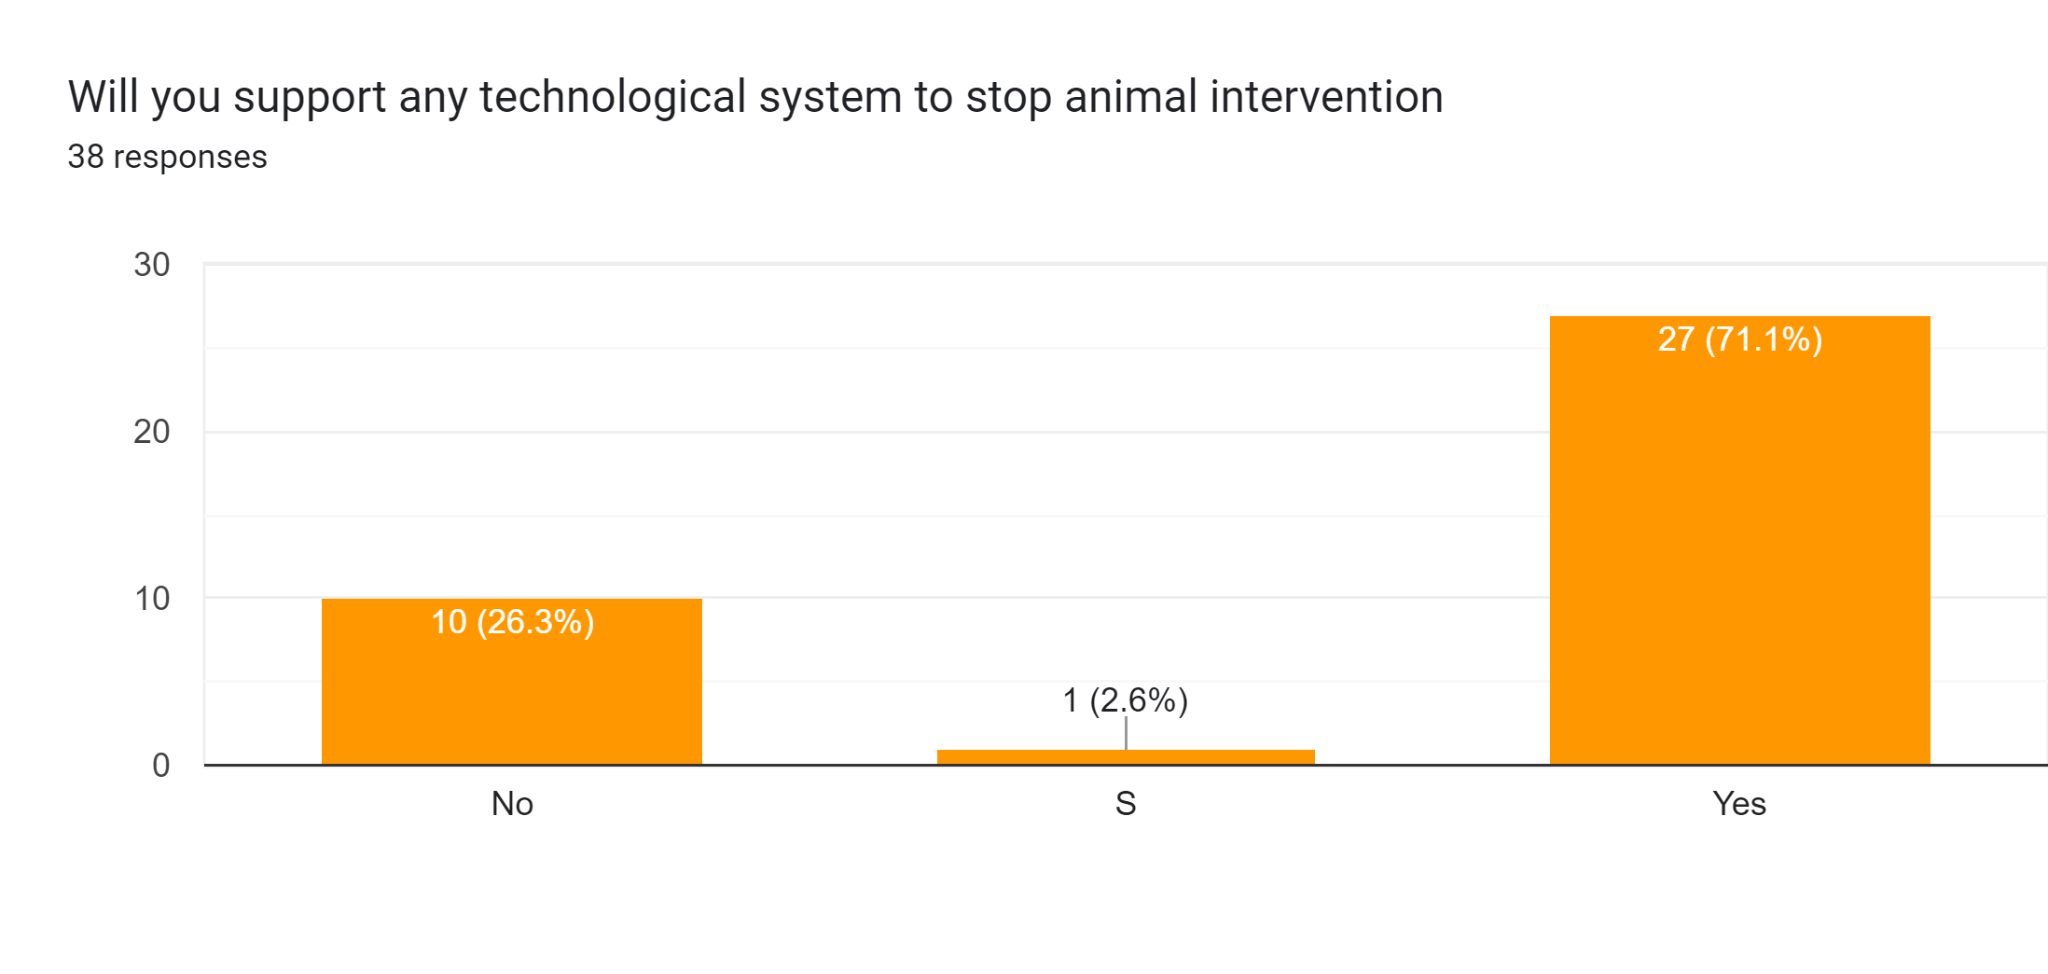 Will you support any technological system to stop animal intervention
38 responses
30
20
10
0
10 (26.3%)
1 (2.6%)
27 (71.1%)
No
S
Yes